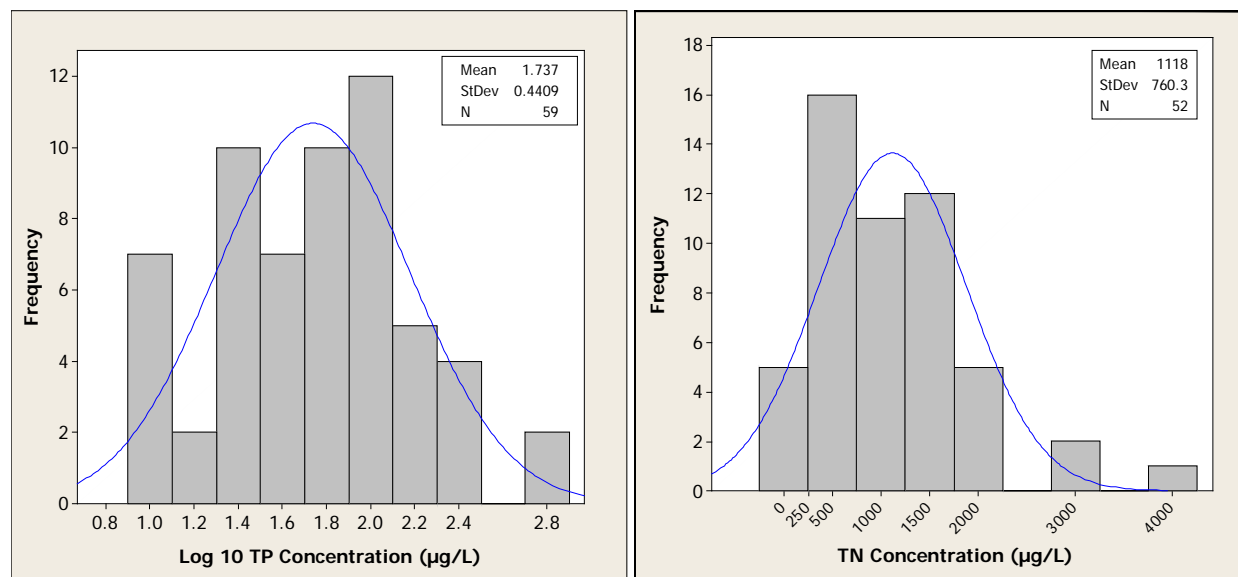 Mean 1.737
StDev 0.4409
N 59
12
10
8
6
4
2
0
Frequency
0.8 1.0 1.2 1.4 1.6 1.8 2.0 2.2 2.4 2.8
Log 10 TP Concentration (µg/L)
Mean 1118
StDev 760.3
N 52
18
16
14
12
10
8
6
4
2
0
Frequency
0 250 500 1000 1500 2000 3000 4000
TN Concentration (µg/L)